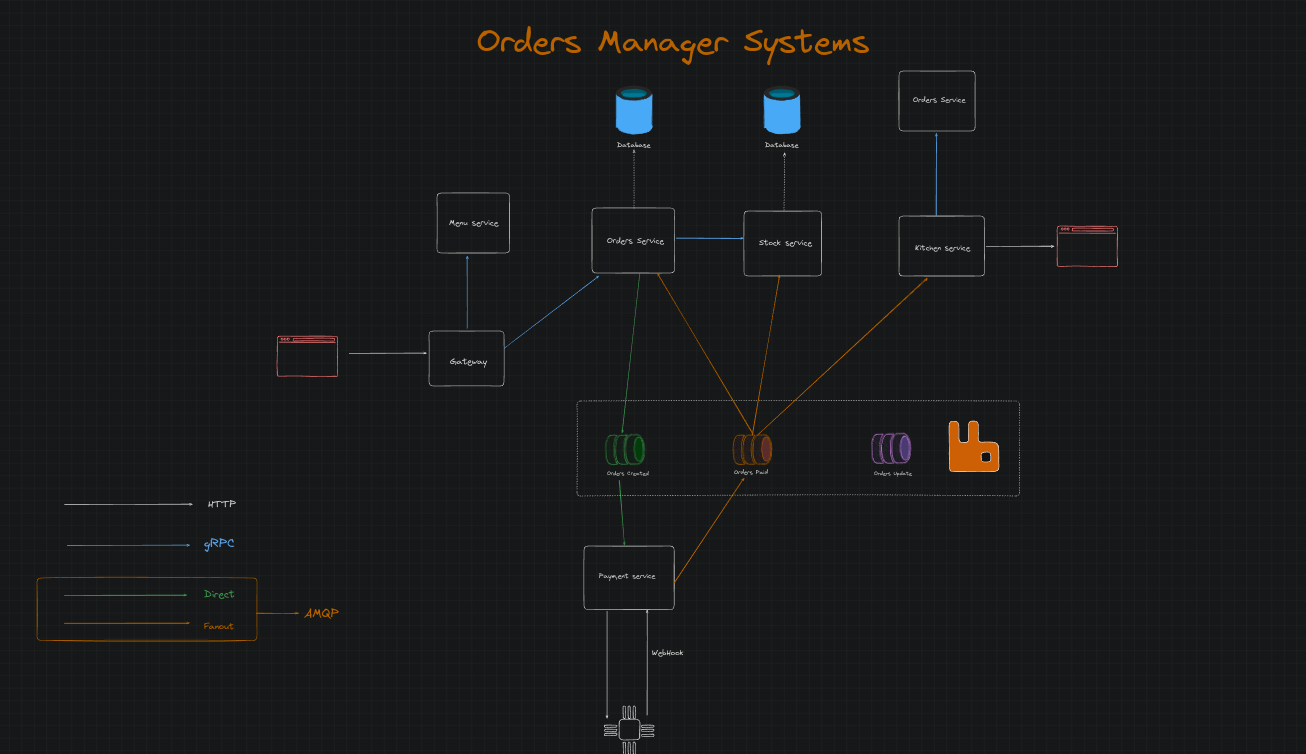 Orders Manager Systems
Orders Service
Database
Database
Menu service
Orders Service
Stock service
Kitchen service
Gateway
Orders Created
Orders Paid
Orders Update
HTTP
gRPC
Payment service
Direct
AMQP
Fanout
WebHook